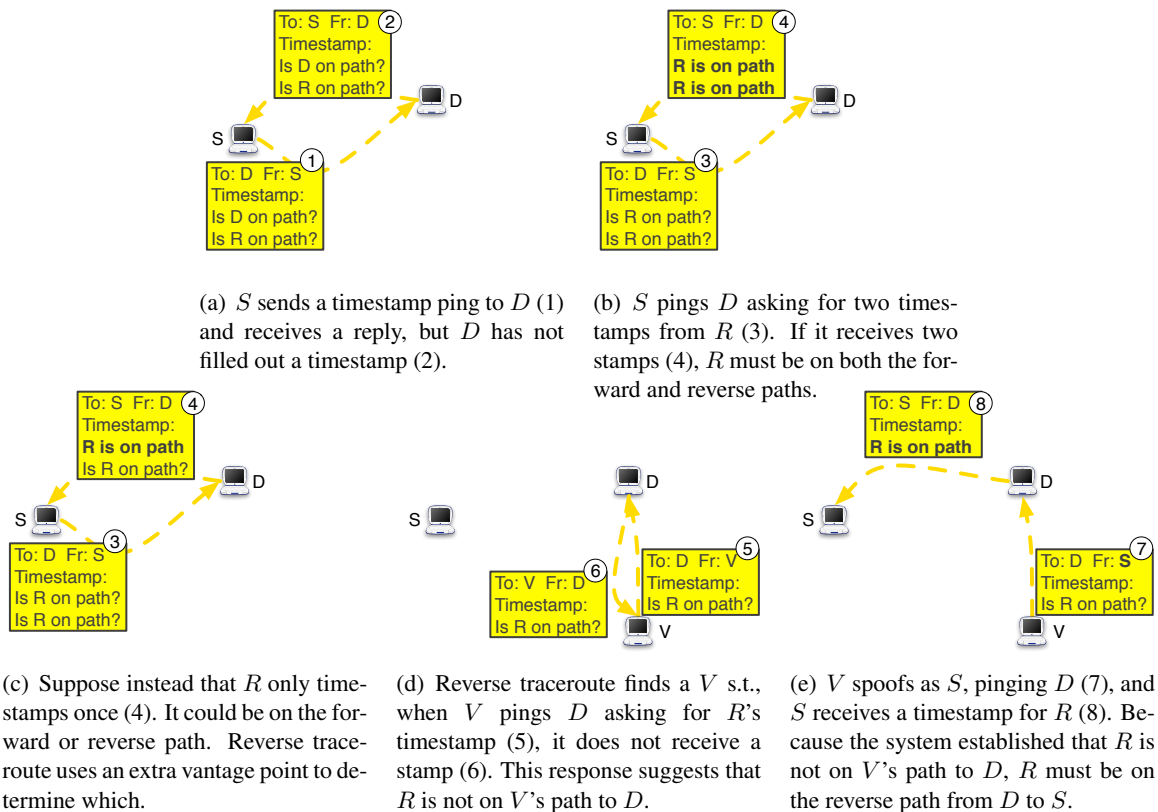 To: S Fr: D 2
Timestamp:
Is D on path?
Is R on path?
D
S
1
To: D Fr: S
Timestamp:
Is D on path?
Is R on path?
(a) S sends a timestamp ping to D (1)
and receives a reply, but D has not
filled out a timestamp (2).
To: S Fr: D 4
Timestamp:
R is on path
R is on path
D
S
3
To: D Fr: S
Timestamp:
Is R on path?
Is R on path?
(b) S pings D asking for two times-
tamps from R (3). If it receives two
stamps (4), R must be on both the for-
ward and reverse paths.
To: S Fr: D 4
Timestamp:
R is on path
Is R on path?
D
S
3
To: D Fr: S
Timestamp:
Is R on path?
Is R on path?
(c) Suppose instead that R only time-
stamps once (4). It could be on the for-
ward or reverse path. Reverse trace-
route uses an extra vantage point to de-
termine which.
D
S
5
To: D Fr: V
Timestamp:
Is R on path?
6
To: V Fr: D
Timestamp:
Is R on path?
V
(d) Reverse traceroute finds a V s.t.,
when V pings D asking for R's
timestamp (5), it does not receive a
stamp (6). This response suggests that
R is not on V's path to D.
To: S Fr: D 8
Timestamp:
R is on path
D
S
7
To: D Fr: S
Timestamp:
Is R on path?
V
(e) V spoofs as S, pinging D (7), and
S receives a timestamp for R (8). Be-
cause the system established that R is
not on V's path to D, R must be on
the reverse path from D to S.